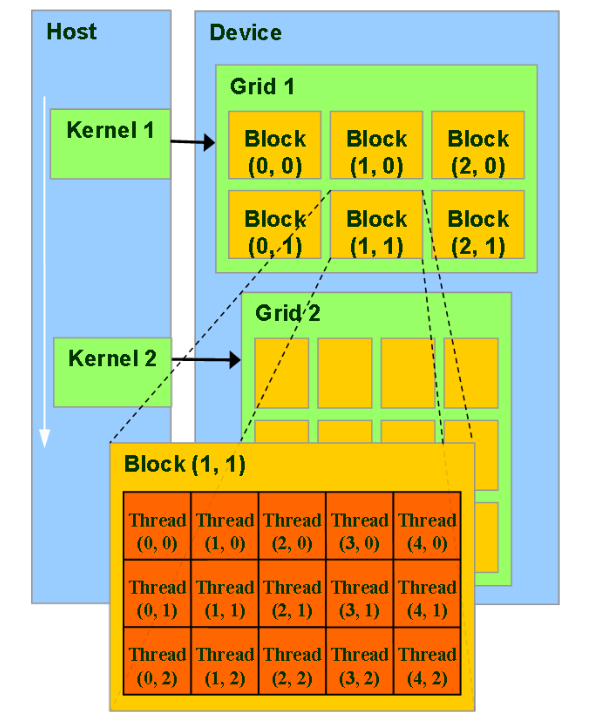 Host
Device
Grid 1
Kernel 1
Block
(0, 0)
Block
(1, 0)
Block
(2, 0)
Block
(0, 1)
Block
(1, 1)
Block
(2, 1)
Grid 2
Kernel 2
Block (1, 1)
Thread
(0, 0)
Thread
(1, 0)
Thread
(2, 0)
Thread
(3, 0)
Thread
(4, 0)
Thread
(0, 1)
Thread
(1, 1)
Thread
(2, 1)
Thread
(3, 1)
Thread
(4, 1)
Thread
(0, 2)
Thread
(1, 2)
Thread
(2, 2)
Thread
(3, 2)
Thread
(4, 2)